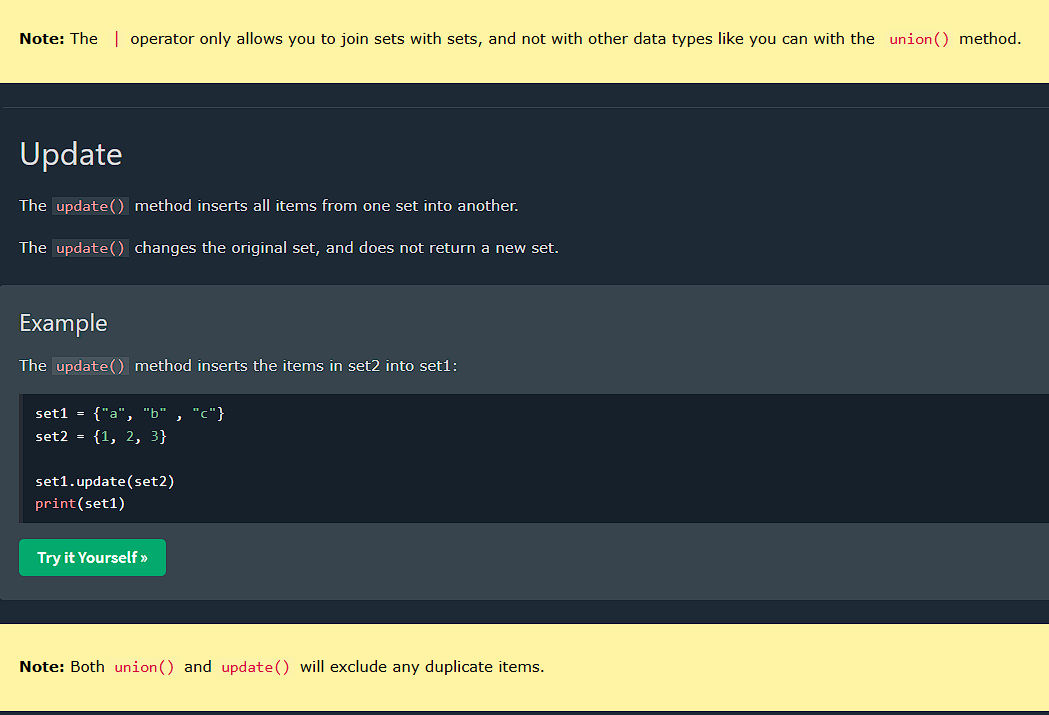 Note: The | operator only allows you to join sets with sets, and not with other data types like you can with the union() method.
Update
The update() method inserts all items from one set into another.
The update() changes the original set, and does not return a new set.
Example
The update() method inserts the items in set2 into set1:
set1 = {"a", "b" , "c"}
set2 = {1, 2, 3}
set1.update(set2)
print(set1)
Try it Yourself »
Note: Both union() and update() will exclude any duplicate items.